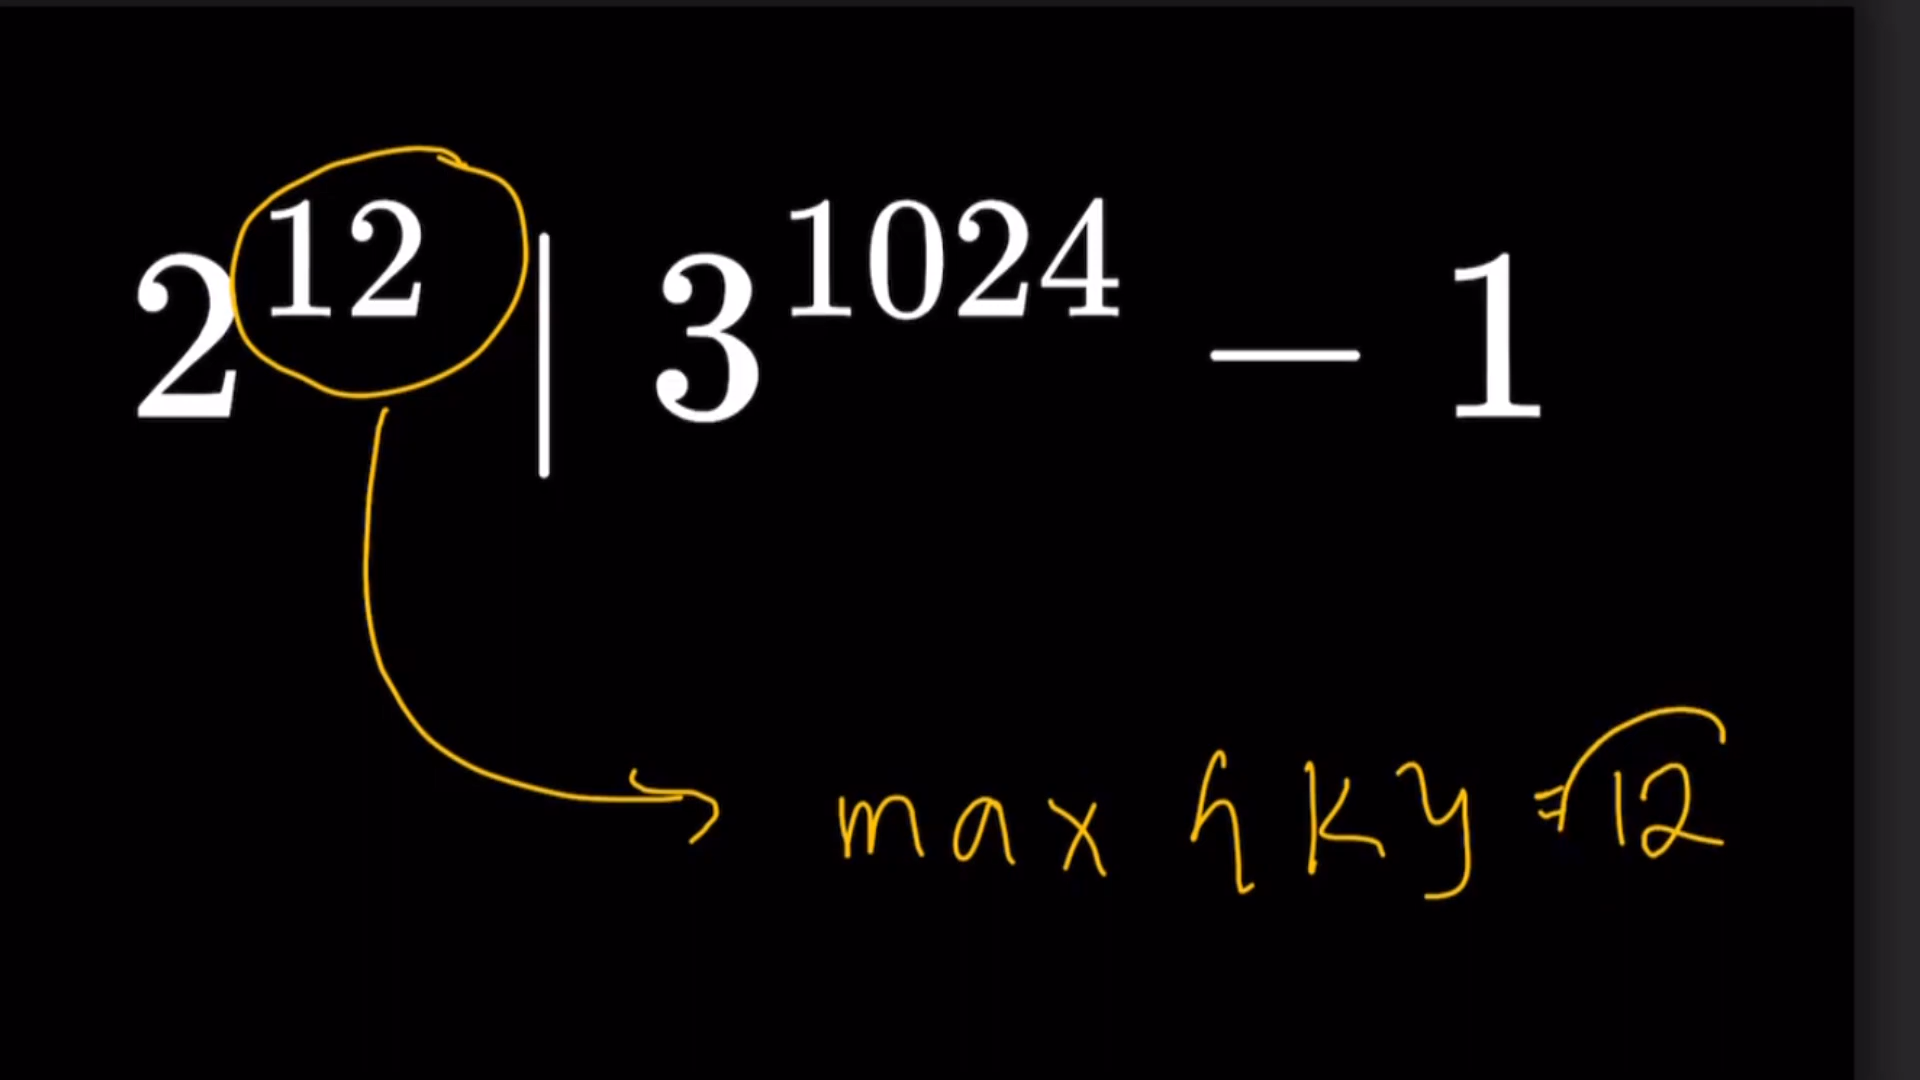 2^{12} | 3^{1024} − 1
max {k} = 12